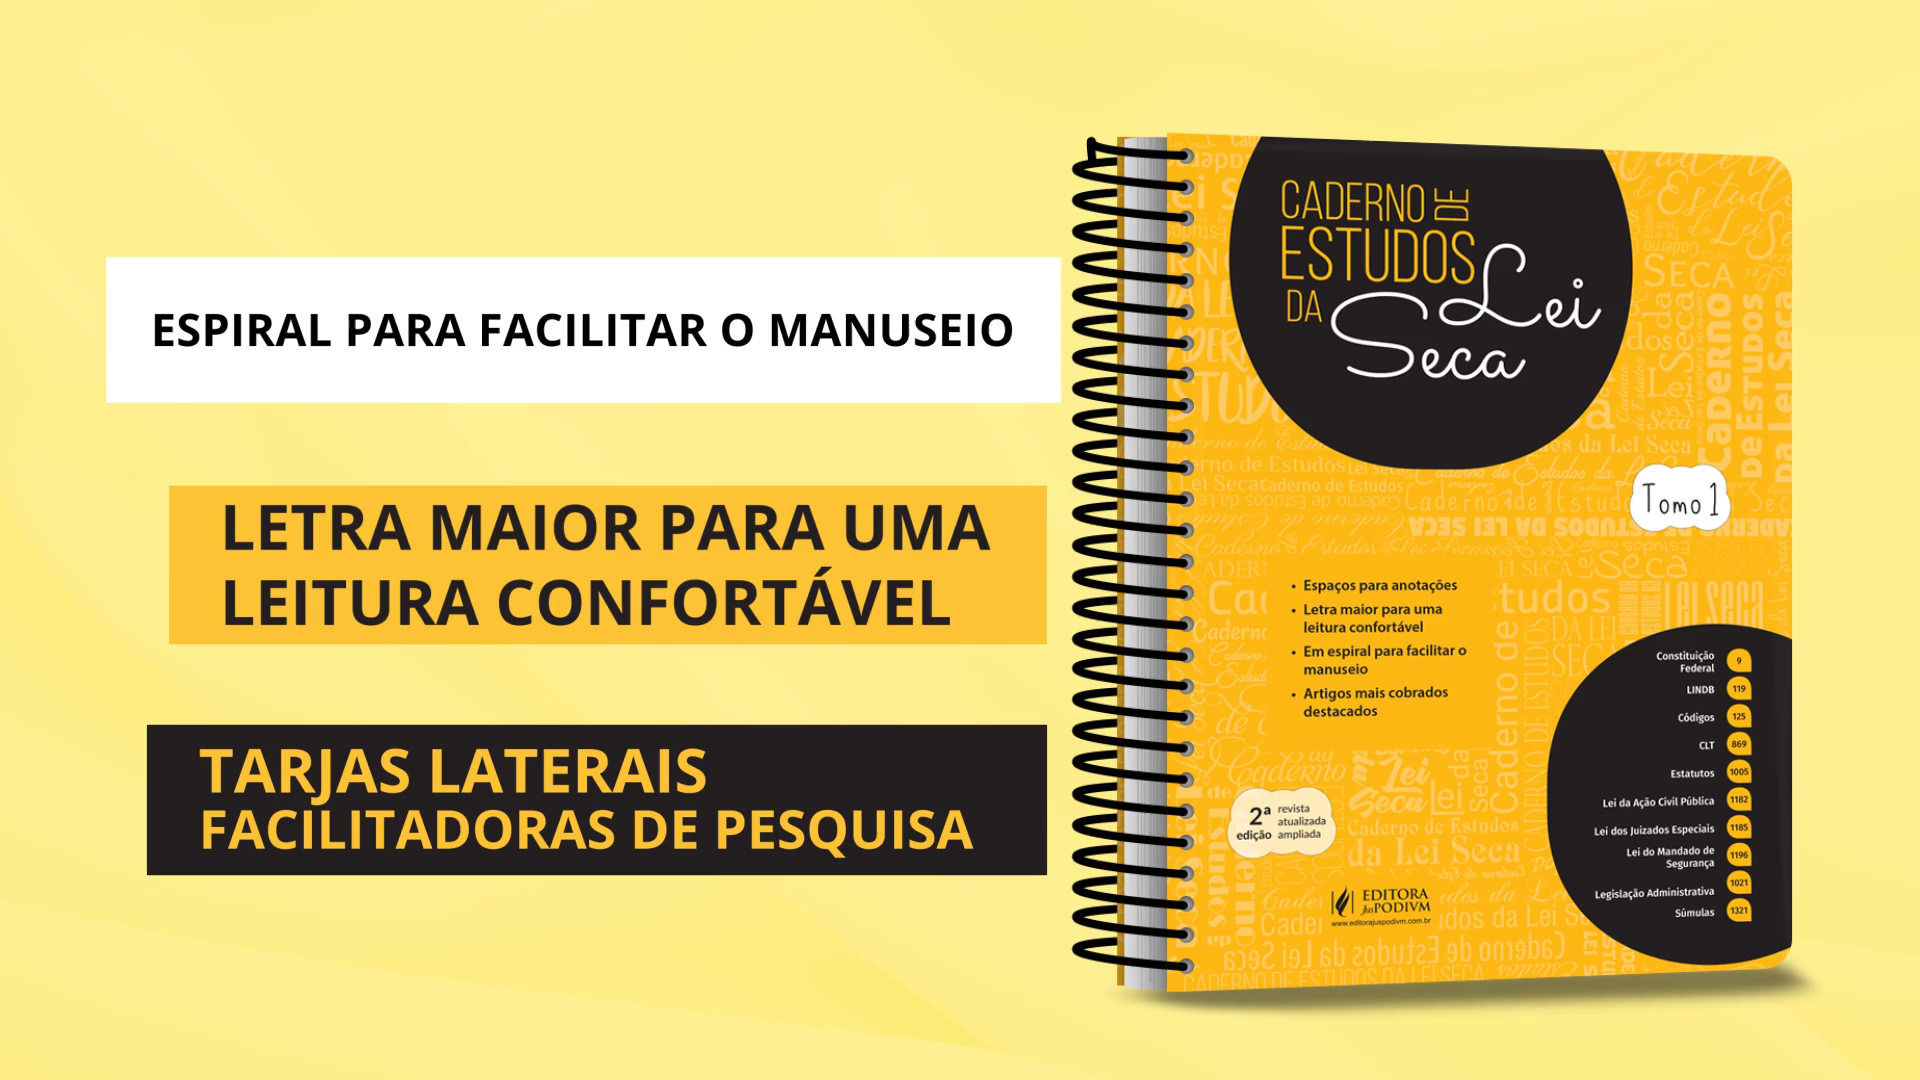 ESPIRAL PARA FACILITAR O MANUSEIO
LETRA MAIOR PARA UMA
LEITURA CONFORTÁVEL
TARJAS LATERAIS
FACILITADORAS DE PESQUISA
CADERNO DE
ESTUDOS
DA Lei
Seca
Tomo 1
• Espaços para anotações
• Letra maior para uma
leitura confortável
• Em espiral para facilitar o
manuseio
• Artigos mais cobrados
destacados
Constituição
Federal 9
LINDB 119
Códigos 125
CLT 869
Estatutos 1005
Lei da Ação Civil Pública 1182
Lei dos Juizados Especiais 1185
Lei do Mandado de
Segurança 1196
Legislação Administrativa 1021
Súmulas 1321
2ª edição
revista
atualizada
ampliada
EDITORA
JusPODIVM
www.editorajuspodivm.com.br